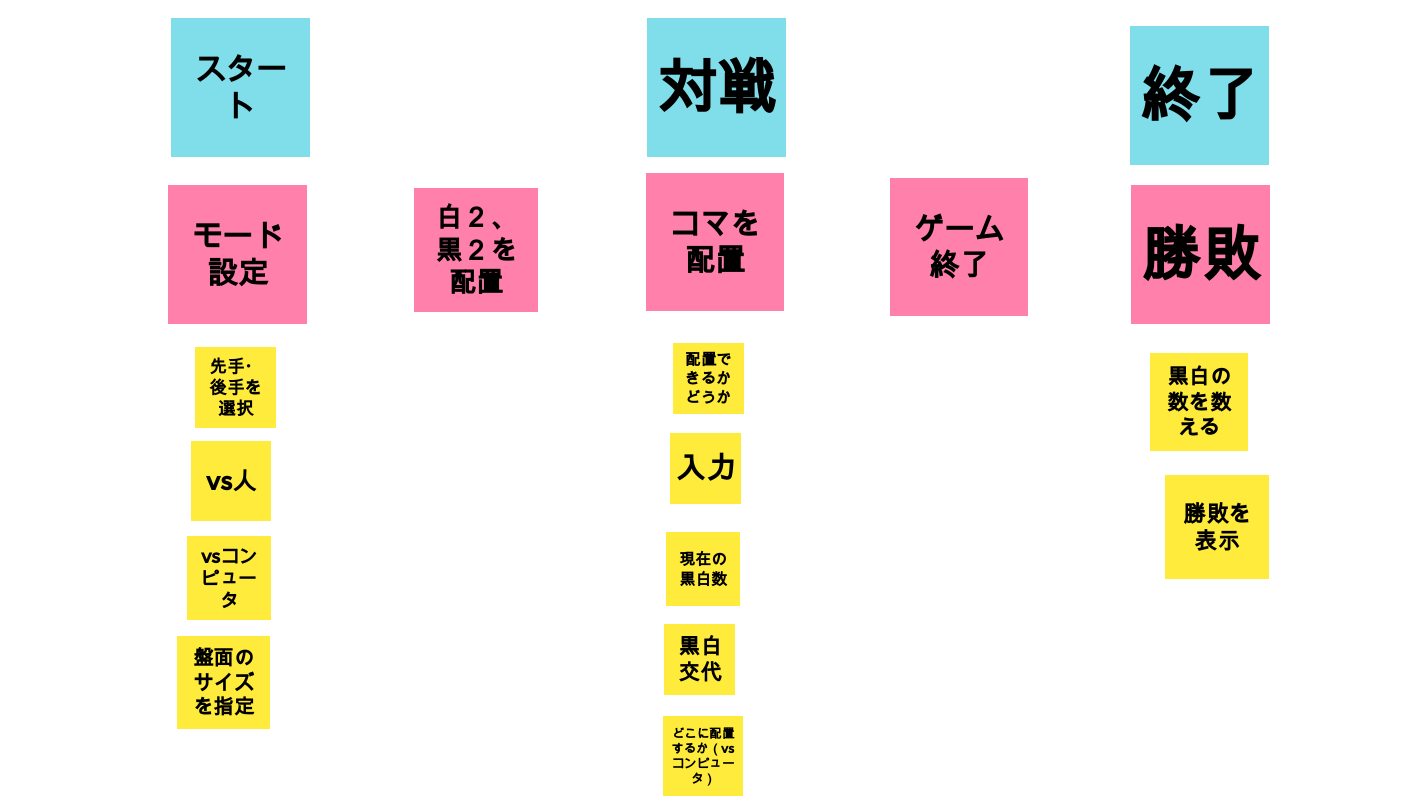 スター
ト
対戦
終了
モード
設定
白２、
黒２を
配置
コマを
配置
ゲーム
終了
勝敗
先手・
後手を
選択
vs人
vsコン
ピュー
タ
盤面の
サイズ
を指定
配置で
きるか
どうか
入力
現在の
黒白数
黒白
交代
どこに配置
するか（vs
コンピュー
タ）
黒白の
数を数
える
勝敗を
表示